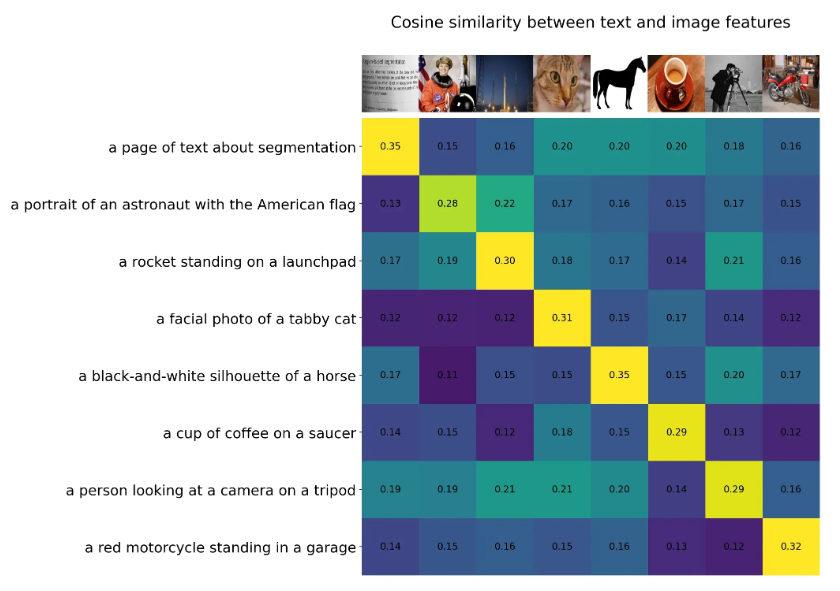 Cosine similarity between text and image features
a page of text about segmentation 0.35 0.15 0.16 0.20 0.20 0.20 0.18 0.16
a portrait of an astronaut with the American flag 0.13 0.28 0.22 0.17 0.16 0.15 0.17 0.15
a rocket standing on a launchpad 0.17 0.19 0.30 0.18 0.17 0.14 0.21 0.16
a facial photo of a tabby cat 0.12 0.12 0.12 0.31 0.15 0.17 0.14 0.12
a black-and-white silhouette of a horse 0.17 0.11 0.15 0.15 0.35 0.15 0.20 0.17
a cup of coffee on a saucer 0.14 0.15 0.12 0.18 0.15 0.29 0.13 0.12
a person looking at a camera on a tripod 0.19 0.19 0.21 0.21 0.20 0.14 0.29 0.16
a red motorcycle standing in a garage 0.14 0.15 0.16 0.15 0.16 0.13 0.12 0.32